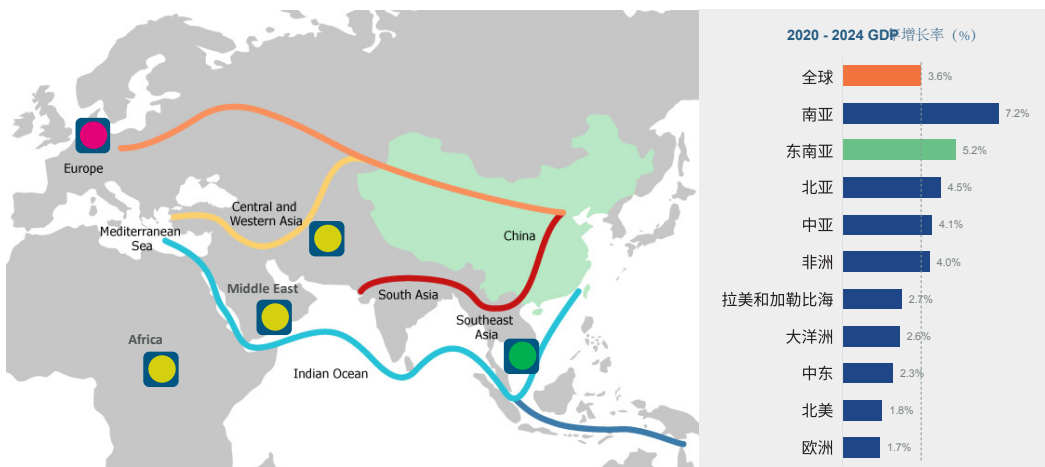 Europe
Central and
Western Asia
Mediterranean
Sea
China
Middle East
South Asia
Southeast
Asia
Africa
Indian Ocean
2020 - 2024 GDP年增长率（%）
全球 3.6%
南亚 7.2%
东南亚 5.2%
北亚 4.5%
中亚 4.1%
非洲 4.0%
拉美和加勒比海 2.7%
大洋洲 2.6%
中东 2.3%
北美 1.8%
欧洲 1.7%